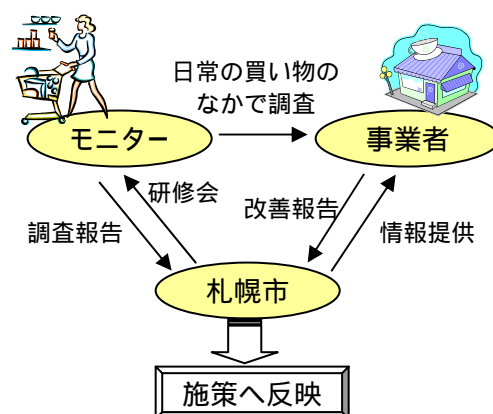 日常の買い物の
なかで調査
モニター
事業者
研修会
改善報告
調査報告
情報提供
札幌市
施策へ反映